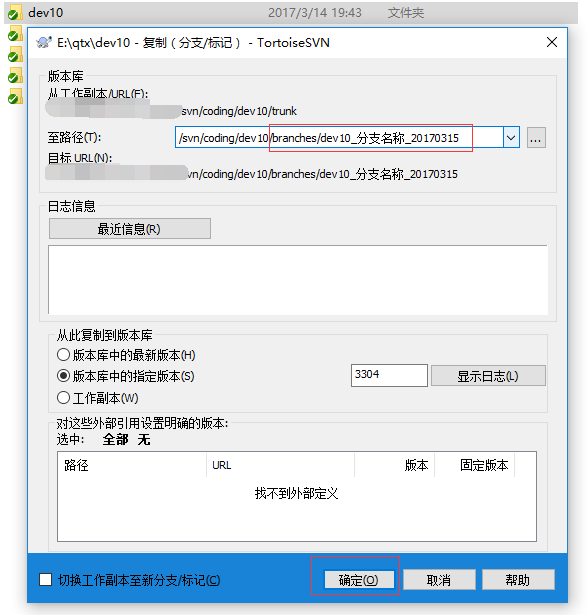 dev10 2017/3/14 19:43 文件夹
E:\qtx\dev10 - 复制（分支/标记） - TortoiseSVN
版本库
从工作副本/URL(F):
/svn/coding/dev10/trunk
至路径(T):
/svn/coding/dev10/branches/dev10_分支名称_20170315
...
目标 URL(N):
svn/coding/dev10/branches/dev10_分支名称_20170315
日志信息
最近信息(R)
从此复制到版本库
版本库中的最新版本(H)
版本库中的指定版本(S) 3304 显示日志(L)
工作副本(W)
对这些外部引用设置明确的版本:
选中: 全部 无
路径 URL 版本 固定版本
找不到外部定义
切换工作副本至新分支/标记(C) 确定(O) 取消 帮助